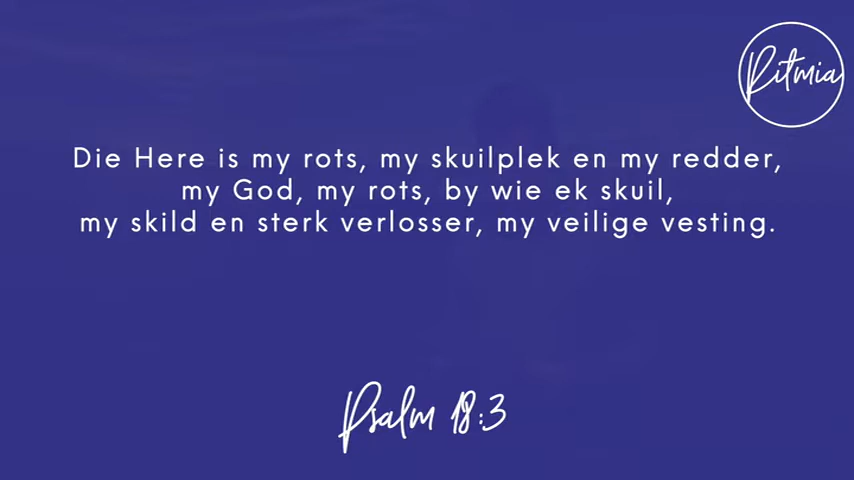 Ritmia
Die Here is my rots, my skuilplek en my redder,
my God, my rots, by wie ek skuil,
my skild en sterk verlosser, my veilige vesting.
Psalm 18:3